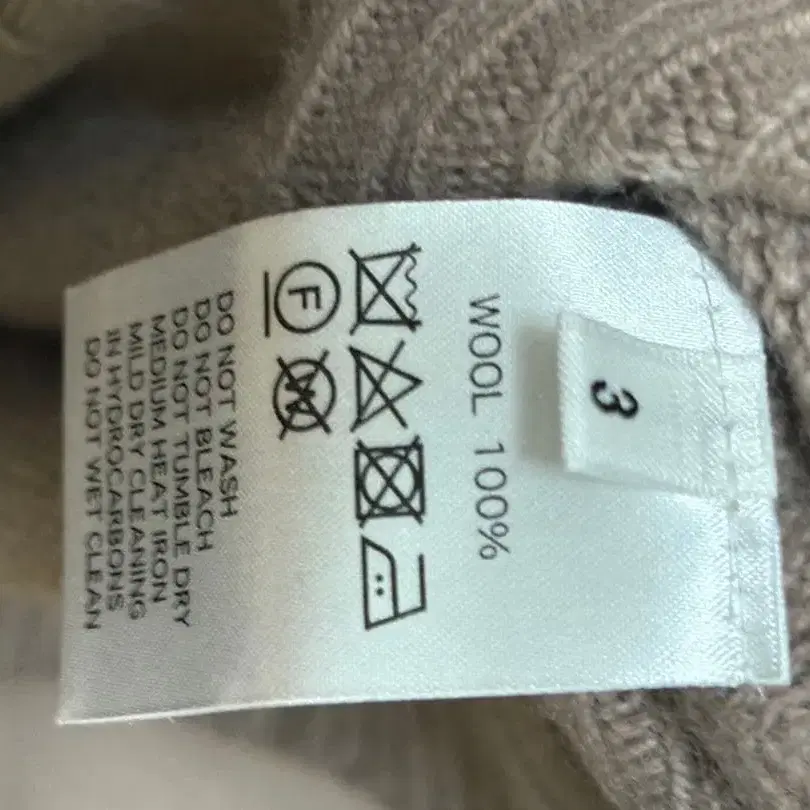 3
WOOL 100%
F
W
DO NOT WASH
DO NOT BLEACH
DO NOT TUMBLE DRY
MEDIUM HEAT IRON
MILD DRY CLEANING
IN HYDROCARBONS
DO NOT WET CLEAN